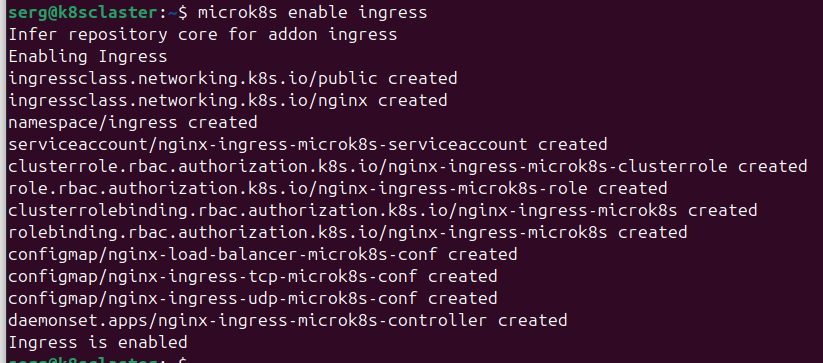 serg@k8sclaster:~$ microk8s enable ingress
Infer repository core for addon ingress
Enabling Ingress
ingressclass.networking.k8s.io/public created
ingressclass.networking.k8s.io/nginx created
namespace/ingress created
serviceaccount/nginx-ingress-microk8s-serviceaccount created
clusterrole.rbac.authorization.k8s.io/nginx-ingress-microk8s-clusterrole created
role.rbac.authorization.k8s.io/nginx-ingress-microk8s-role created
clusterrolebinding.rbac.authorization.k8s.io/nginx-ingress-microk8s created
rolebinding.rbac.authorization.k8s.io/nginx-ingress-microk8s created
configmap/nginx-load-balancer-microk8s-conf created
configmap/nginx-ingress-tcp-microk8s-conf created
configmap/nginx-ingress-udp-microk8s-conf created
daemonset.apps/nginx-ingress-microk8s-controller created
Ingress is enabled